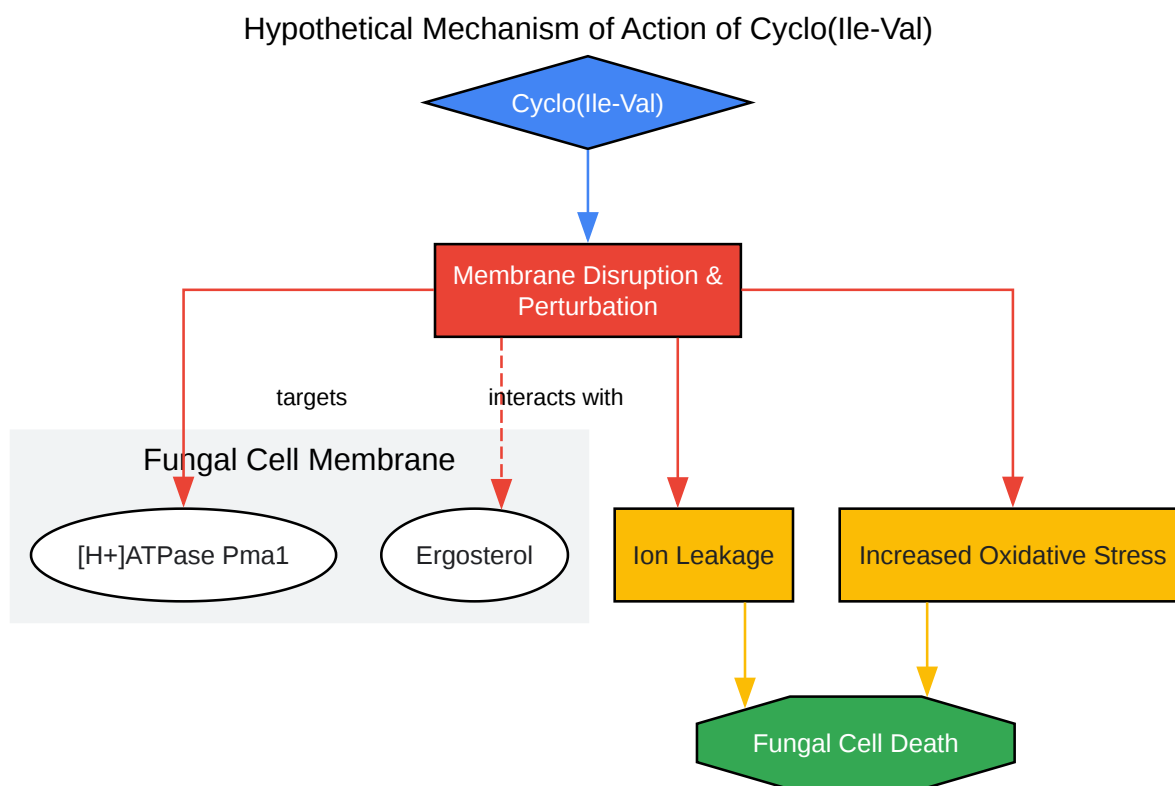 Hypothetical Mechanism of Action of Cyclo(Ile-Val)
Cyclo(Ile-Val)
Membrane Disruption &
Perturbation
targets
interacts with
Fungal Cell Membrane
[H+]ATPase Pma1
Ergosterol
Ion Leakage
Increased Oxidative Stress
Fungal Cell Death